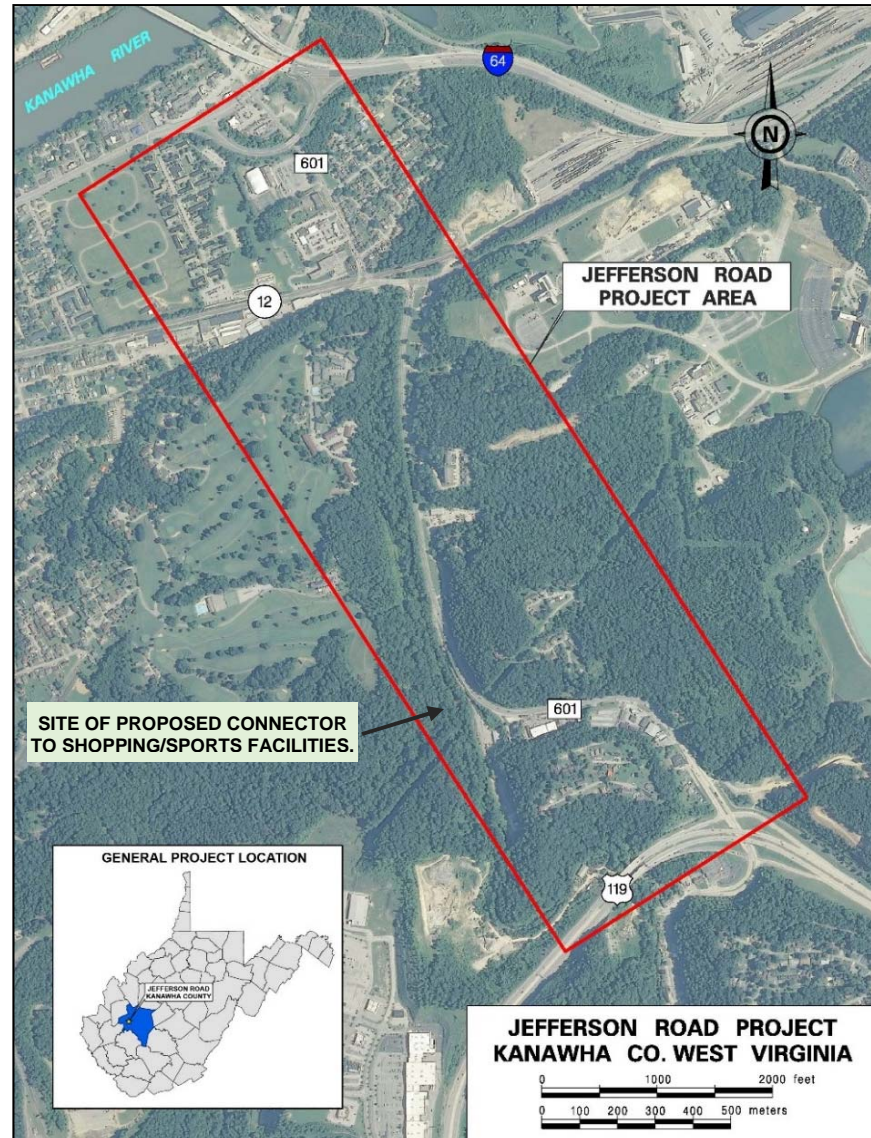 KANAWHA RIVER
64
N
601
JEFFERSON ROAD
PROJECT AREA
12
SITE OF PROPOSED CONNECTOR
TO SHOPPING/SPORTS FACILITIES.
601
119
GENERAL PROJECT LOCATION
JEFFERSON ROAD
KANAWHA COUNTY
JEFFERSON ROAD PROJECT
KANAWHA CO. WEST VIRGINIA
0 1000 2000 feet
0 100 200 300 400 500 meters